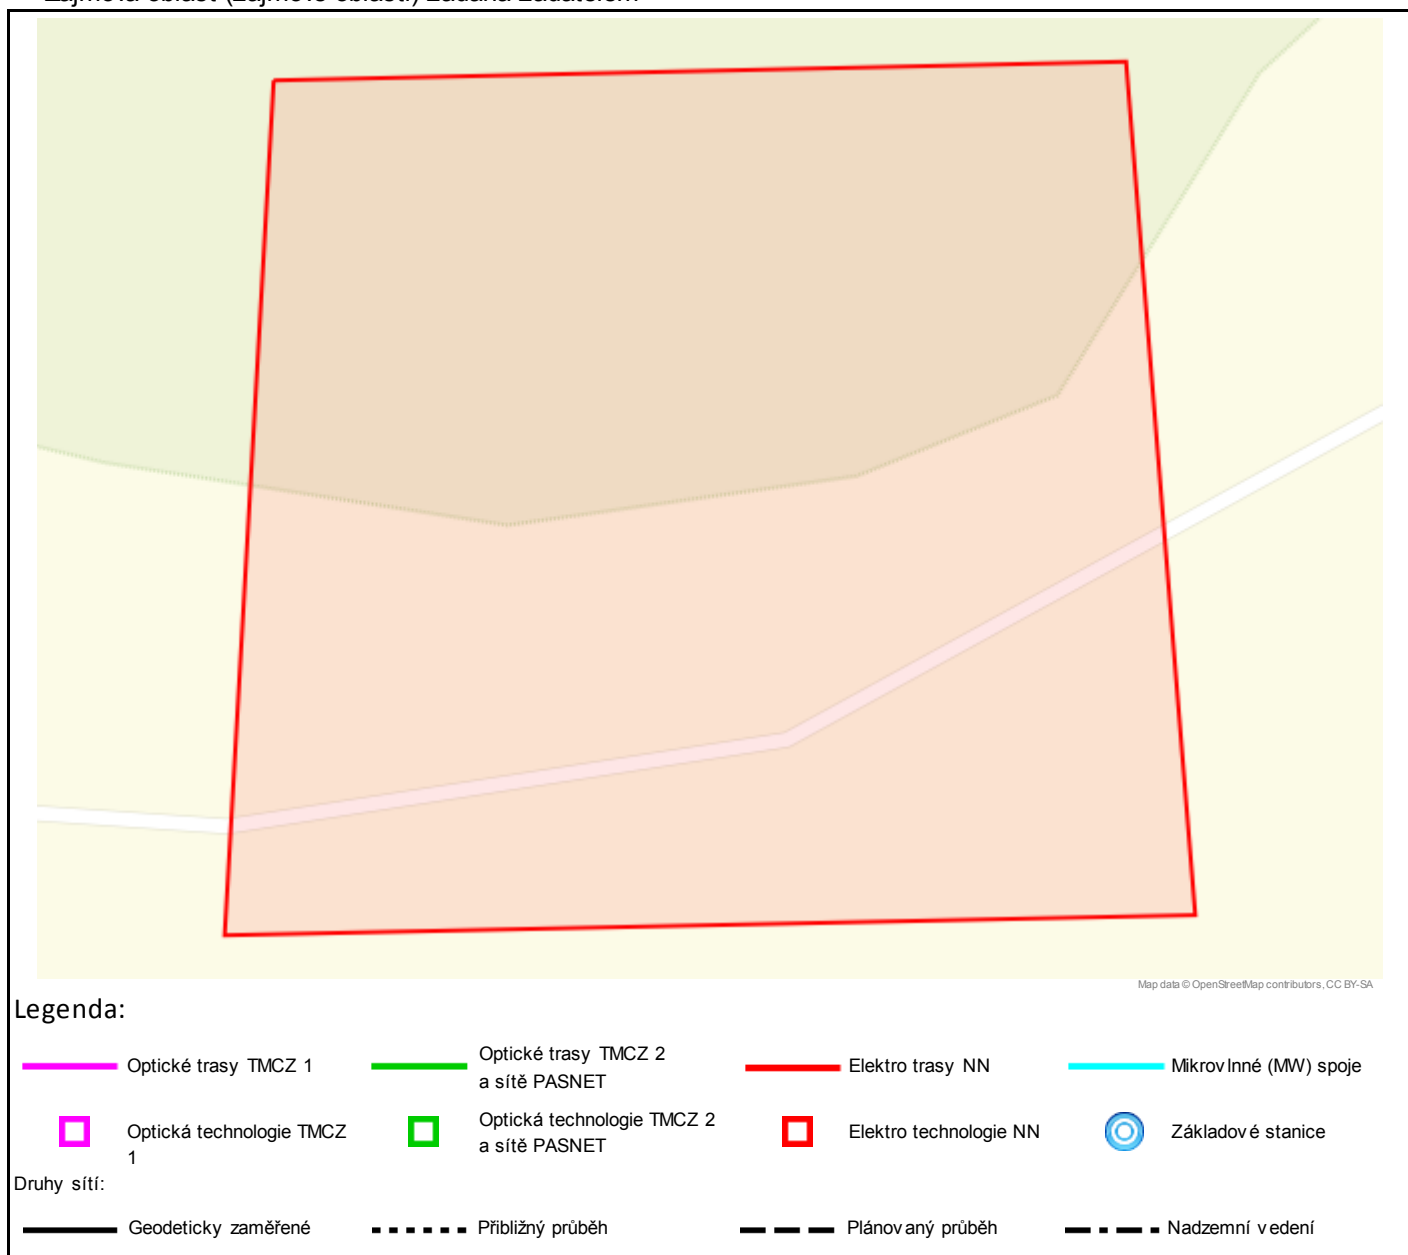 Map data © OpenStreetMap contributors, CC BY-SA
Legenda:
Optické trasy TMCZ 1
Optické trasy TMCZ 2
a sítě PASNET
Elektro trasy NN
Mikrovlnné (MW) spoje
Optická technologie TMCZ
1
Optická technologie TMCZ 2
a sítě PASNET
Elektro technologie NN
Základové stanice
Druhy sítí:
Geodeticky zaměřené
Přibližný průběh
Plánovaný průběh
Nadzemní vedení